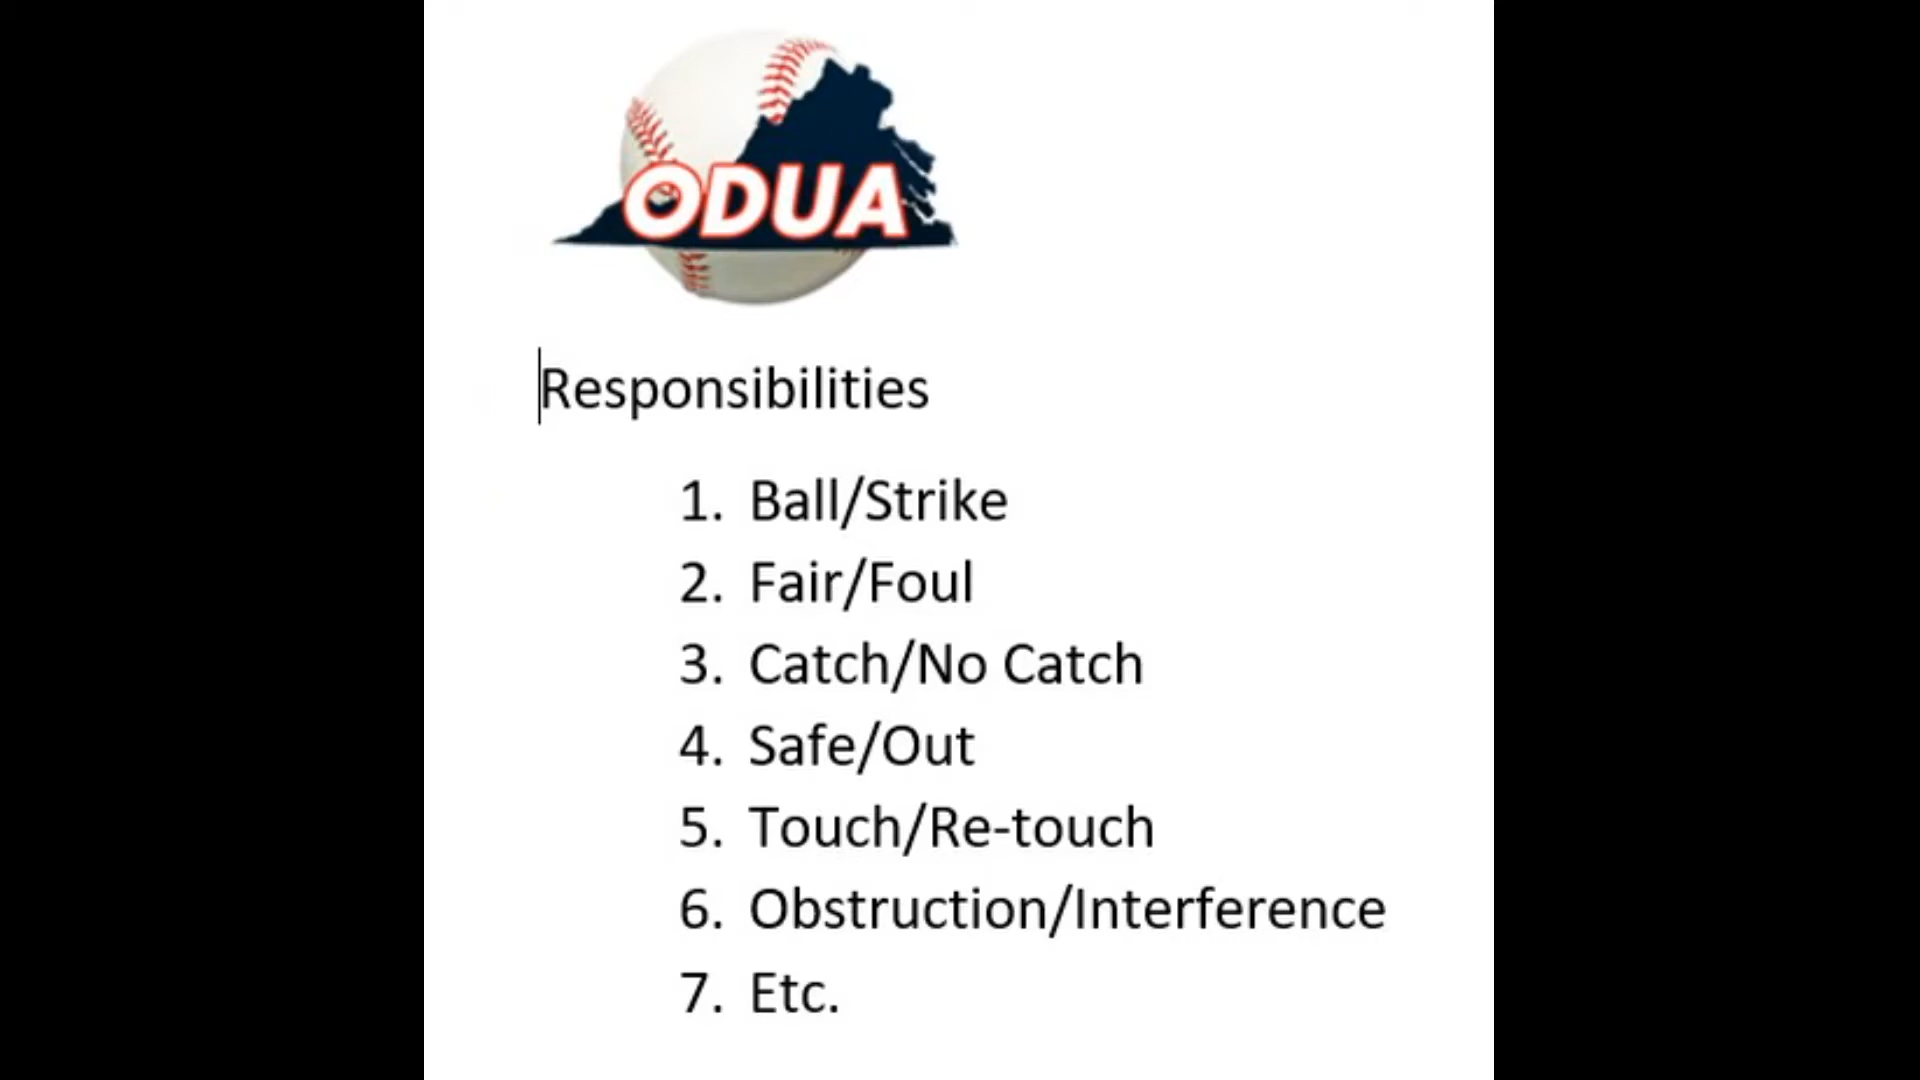 ODUA
Responsibilities
1. Ball/Strike
2. Fair/Foul
3. Catch/No Catch
4. Safe/Out
5. Touch/Re-touch
6. Obstruction/Interference
7. Etc.